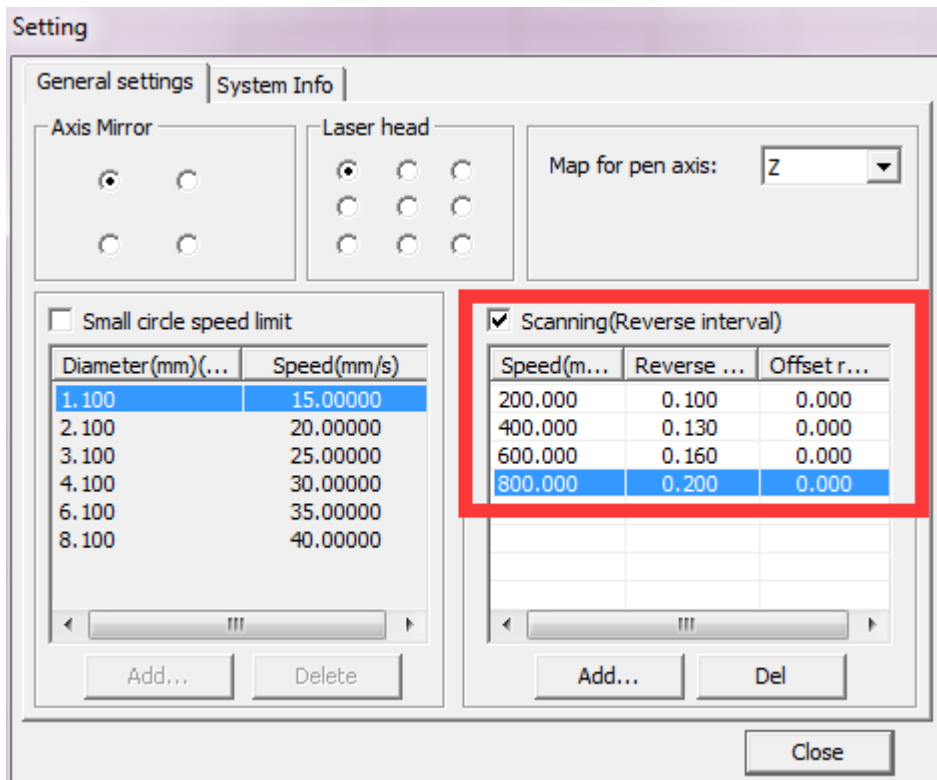 Setting
General settings System Info
Axis Mirror Laser head
Map for pen axis: Z
Small circle speed limit
Diameter(mm)(... Speed(mm/s)
1.100 15.00000
2.100 20.00000
3.100 25.00000
4.100 30.00000
6.100 35.00000
8.100 40.00000
Add... Delete
Scanning(Reverse interval)
Speed(m... Reverse ... Offset r...
200.000 0.100 0.000
400.000 0.130 0.000
600.000 0.160 0.000
800.000 0.200 0.000
Add... Del
Close